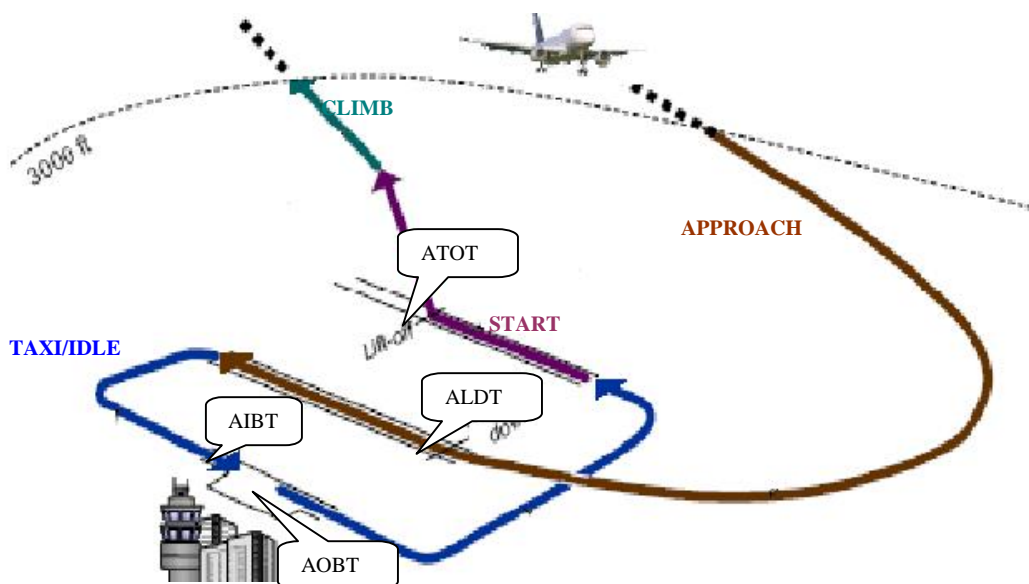 CLIMB
3000 ft
APPROACH
ATOT
START
Lift-off
TAXI/IDLE
ALDT
AIBT
AOBT